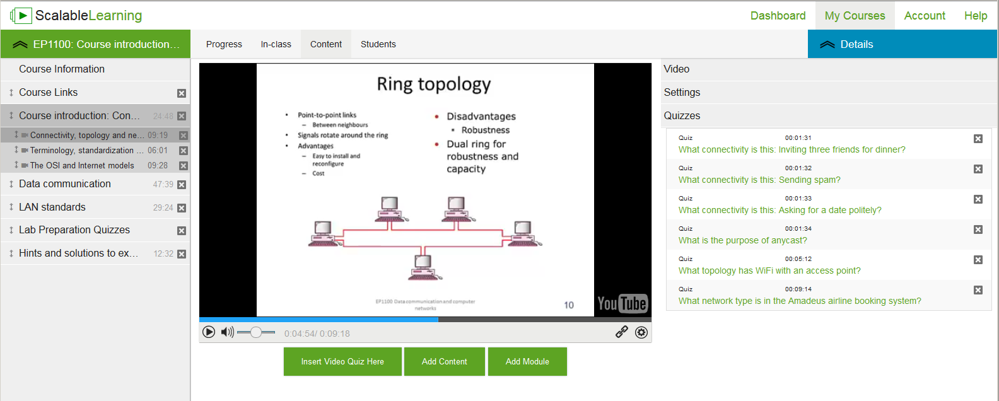 ScalableLearning
Dashboard
My Courses
Account
Help
EP1100: Course introduction...
Progress
In-class
Content
Students
Details
Course Information
Course Links
Course introduction: Con... 24.48
Connectivity, topology and ne... 09:19
Terminology, standardization ... 06:01
The OSI and Internet models 09:28
Data communication 47:39
LAN standards 29:24
Lab Preparation Quizzes
Hints and solutions to ex... 12:32
Ring topology
• Point-to-point links
– Between neighbours
• Signals rotate around the ring
• Advantages
– Easy to install and
reconfigure
– Cost
• Disadvantages
▪ Robustness
• Dual ring for
robustness and
capacity
EP1100 Data communication and computer
networks
10
YouTube
0:04:54/ 0:09:18
Insert Video Quiz Here
Add Content
Add Module
Video
Settings
Quizzes
Quiz 00:01:31
What connectivity is this: Inviting three friends for dinner?
Quiz 00:01:32
What connectivity is this: Sending spam?
Quiz 00:01:33
What connectivity is this: Asking for a date politely?
Quiz 00:01:34
What is the purpose of anycast?
Quiz 00:05:12
What topology has WiFi with an access point?
Quiz 00:09:14
What network type is in the Amadeus airline booking system?